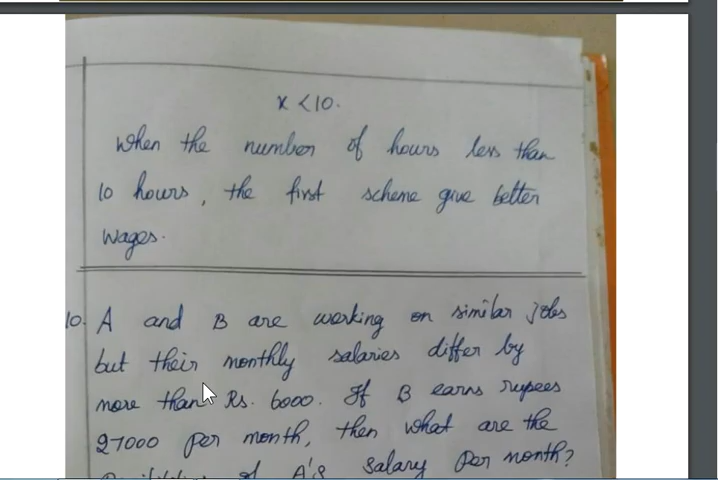 x < 10.
When the number of hours less than
10 hours, the first scheme give better
wages.
10. A and B are working on similar jobs
but their monthly salaries differ by
more than Rs. 6000. If B earns rupees
27000 per month, then what are the
of A's salary per month?